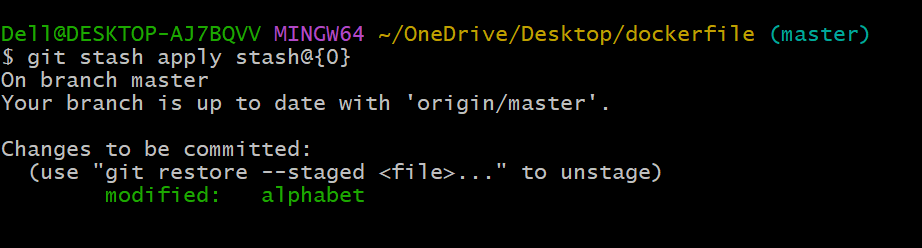 Dell@DESKTOP-AJ7BQVV MINGW64 ~/OneDrive/Desktop/dockerfile (master)
$ git stash apply stash@{0}
On branch master
Your branch is up to date with 'origin/master'.
Changes to be committed:
  (use "git restore --staged <file>..." to unstage)
        modified:   alphabet